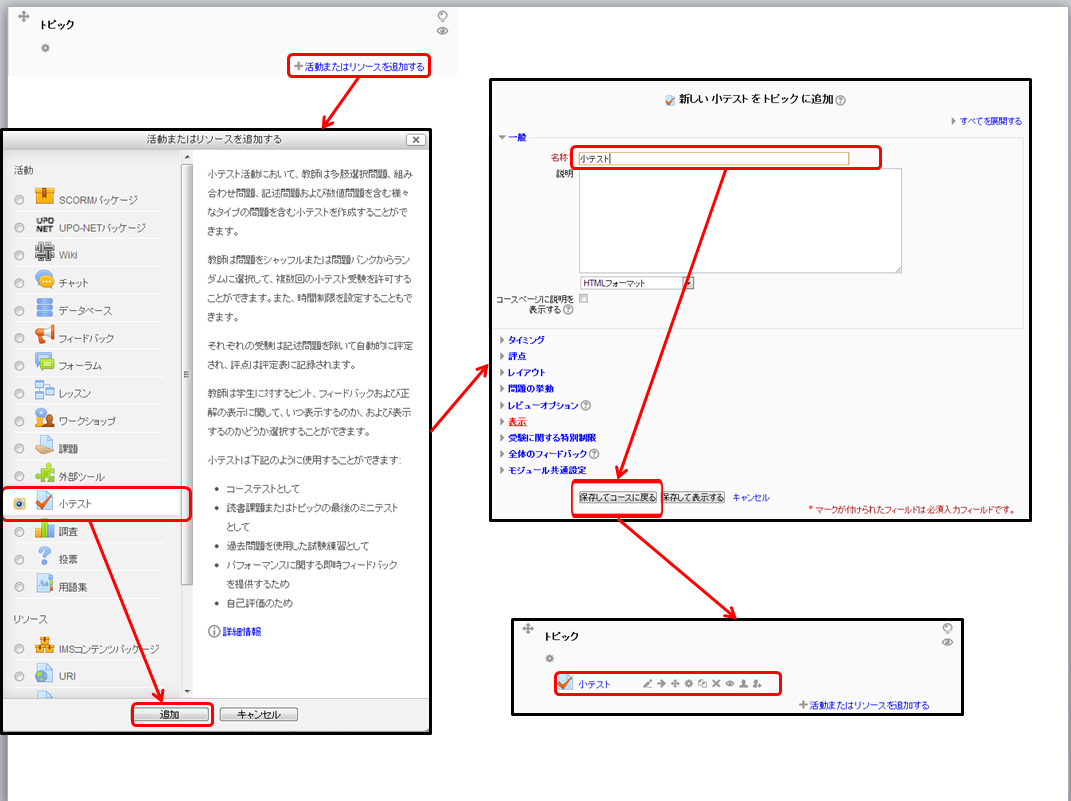 トピック
活動またはリソースを追加する
活動またはリソースを追加する
活動
SCORMパッケージ
UPO NET
UPO-NETパッケージ
Wiki
チャット
データベース
フィードバック
フォーラム
レッスン
ワークショップ
課題
外部ツール
小テスト
調査
投票
Aa
用語集
リソース
IMSコンテンツパッケージ
URI
小テスト活動において、教師は多肢選択問題、組み
合わせ問題、記述問題および数値問題を含む様々
なタイプの問題を含む小テストを作成することがで
きます。
教師は問題をシャッフルまたは問題バンクからラン
ダムに選択して、複数回の小テスト受験を許可する
ことができます。また、時間制限を設定することもで
きます。
それぞれの受験は記述問題を除いて自動的に評定
され、評点は評定表に記録されます。
教師は学生に対するヒント、フィードバックおよび正
解の表示に関して、いつ表示するのか、および表示
するのかどうか選択することができます。
小テストは下記のように使用することができます:
• コーステストとして
• 読書課題またはトピックの最後のミニテスト
として
• 過去問題を使用した試験練習として
• パフォーマンスに関する即時フィードバック
を提供するため
• 自己評価のため
詳細情報
追加
キャンセル
新しい 小テスト を トピック に追加
すべてを展開する
一般
名称*
小テスト
説明
HTMLフォーマット
コースページに説明を
表示する
タイミング
評点
レイアウト
問題の挙動
レビューオプション
表示
受験に関する特別制限
全体のフィードバック
モジュール共通設定
保存してコースに戻る
保存して表示する
キャンセル
* マークが付けられたフィールドは必須入力フィールドです。
トピック
小テスト
活動またはリソースを追加する